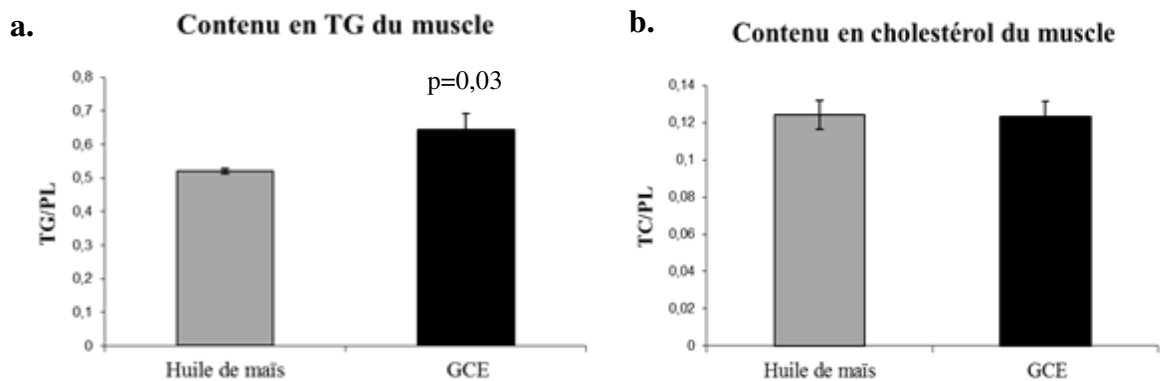 a.
Contenu en TG du muscle
p=0,03
0,8
0,7
0,6
0,5
0,4
0,3
0,2
0,1
0
TG/PL
Huile de maïs
GCE
b.
Contenu en cholestérol du muscle
0,14
0,12
0,1
0,08
0,06
0,04
0,02
0
TC/PL
Huile de maïs
GCE